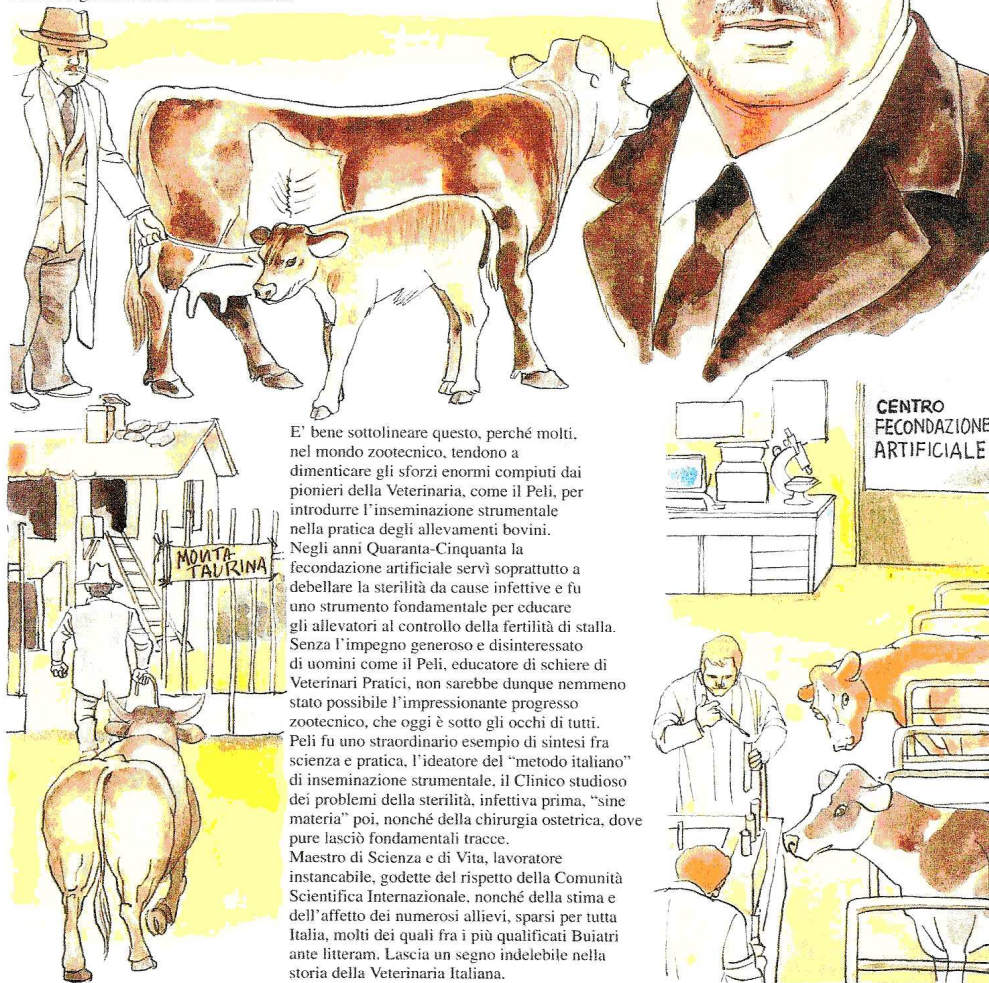 E' bene sottolineare questo, perché molti,
nel mondo zootecnico, tendono a
dimenticare gli sforzi enormi compiuti dai
pionieri della Veterinaria, come il Peli, per
introdurre l'inseminazione strumentale
nella pratica degli allevamenti bovini.
Negli anni Quaranta-Cinquanta la
fecondazione artificiale servì soprattutto a
debellare la sterilità da cause infettive e fu
uno strumento fondamentale per educare
gli allevatori al controllo della fertilità di stalla.
Senza l'impegno generoso e disinteressato
di uomini come il Peli, educatore di schiere di
Veterinari Pratici, non sarebbe dunque nemmeno
stato possibile l'impressionante progresso
zootecnico, che oggi è sotto gli occhi di tutti.
Peli fu uno straordinario esempio di sintesi fra
scienza e pratica, l'ideatore del "metodo italiano"
di inseminazione strumentale, il Clinico studioso
dei problemi della sterilità, infettiva prima, "sine
materia" poi, nonché della chirurgia ostetrica, dove
pure lasciò fondamentali tracce.
Maestro di Scienza e di Vita, lavoratore
instancabile, godette del rispetto della Comunità
Scientifica Internazionale, nonché della stima e
dell'affetto dei numerosi allievi, sparsi per tutta
Italia, molti dei quali fra i più qualificati Buiatri
ante litteram. Lascia un segno indelebile nella
storia della Veterinaria Italiana.
MONTA
TAURINA
CENTRO
FECONDAZIONE
ARTIFICIALE